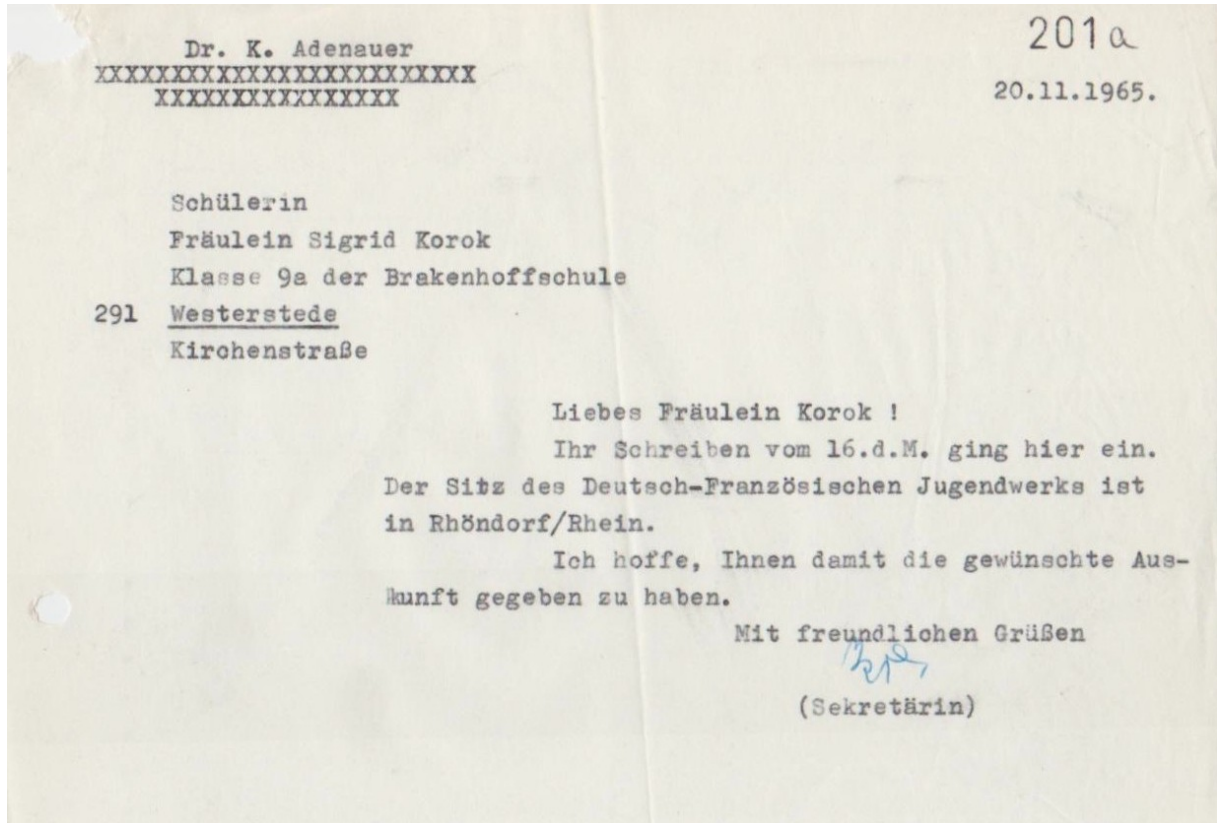 201a
Dr. K. Adenauer
XXXXXXXXXXXXXXXXXXXXXXXXX
XXXXXXXXXXXXXXXX
20.11.1965.
Schülerin
Fräulein Sigrid Korok
Klasse 9a der Brakenhoffschule
291 Westerstede
Kirchenstraße
Liebes Fräulein Korok !
Ihr Schreiben vom 16.d.M. ging hier ein.
Der Sitz des Deutsch-Französischen Jugendwerks ist
in Rhöndorf/Rhein.
Ich hoffe, Ihnen damit die gewünschte Aus-
kunft gegeben zu haben.
Mit freundlichen Grüßen
(Sekretärin)